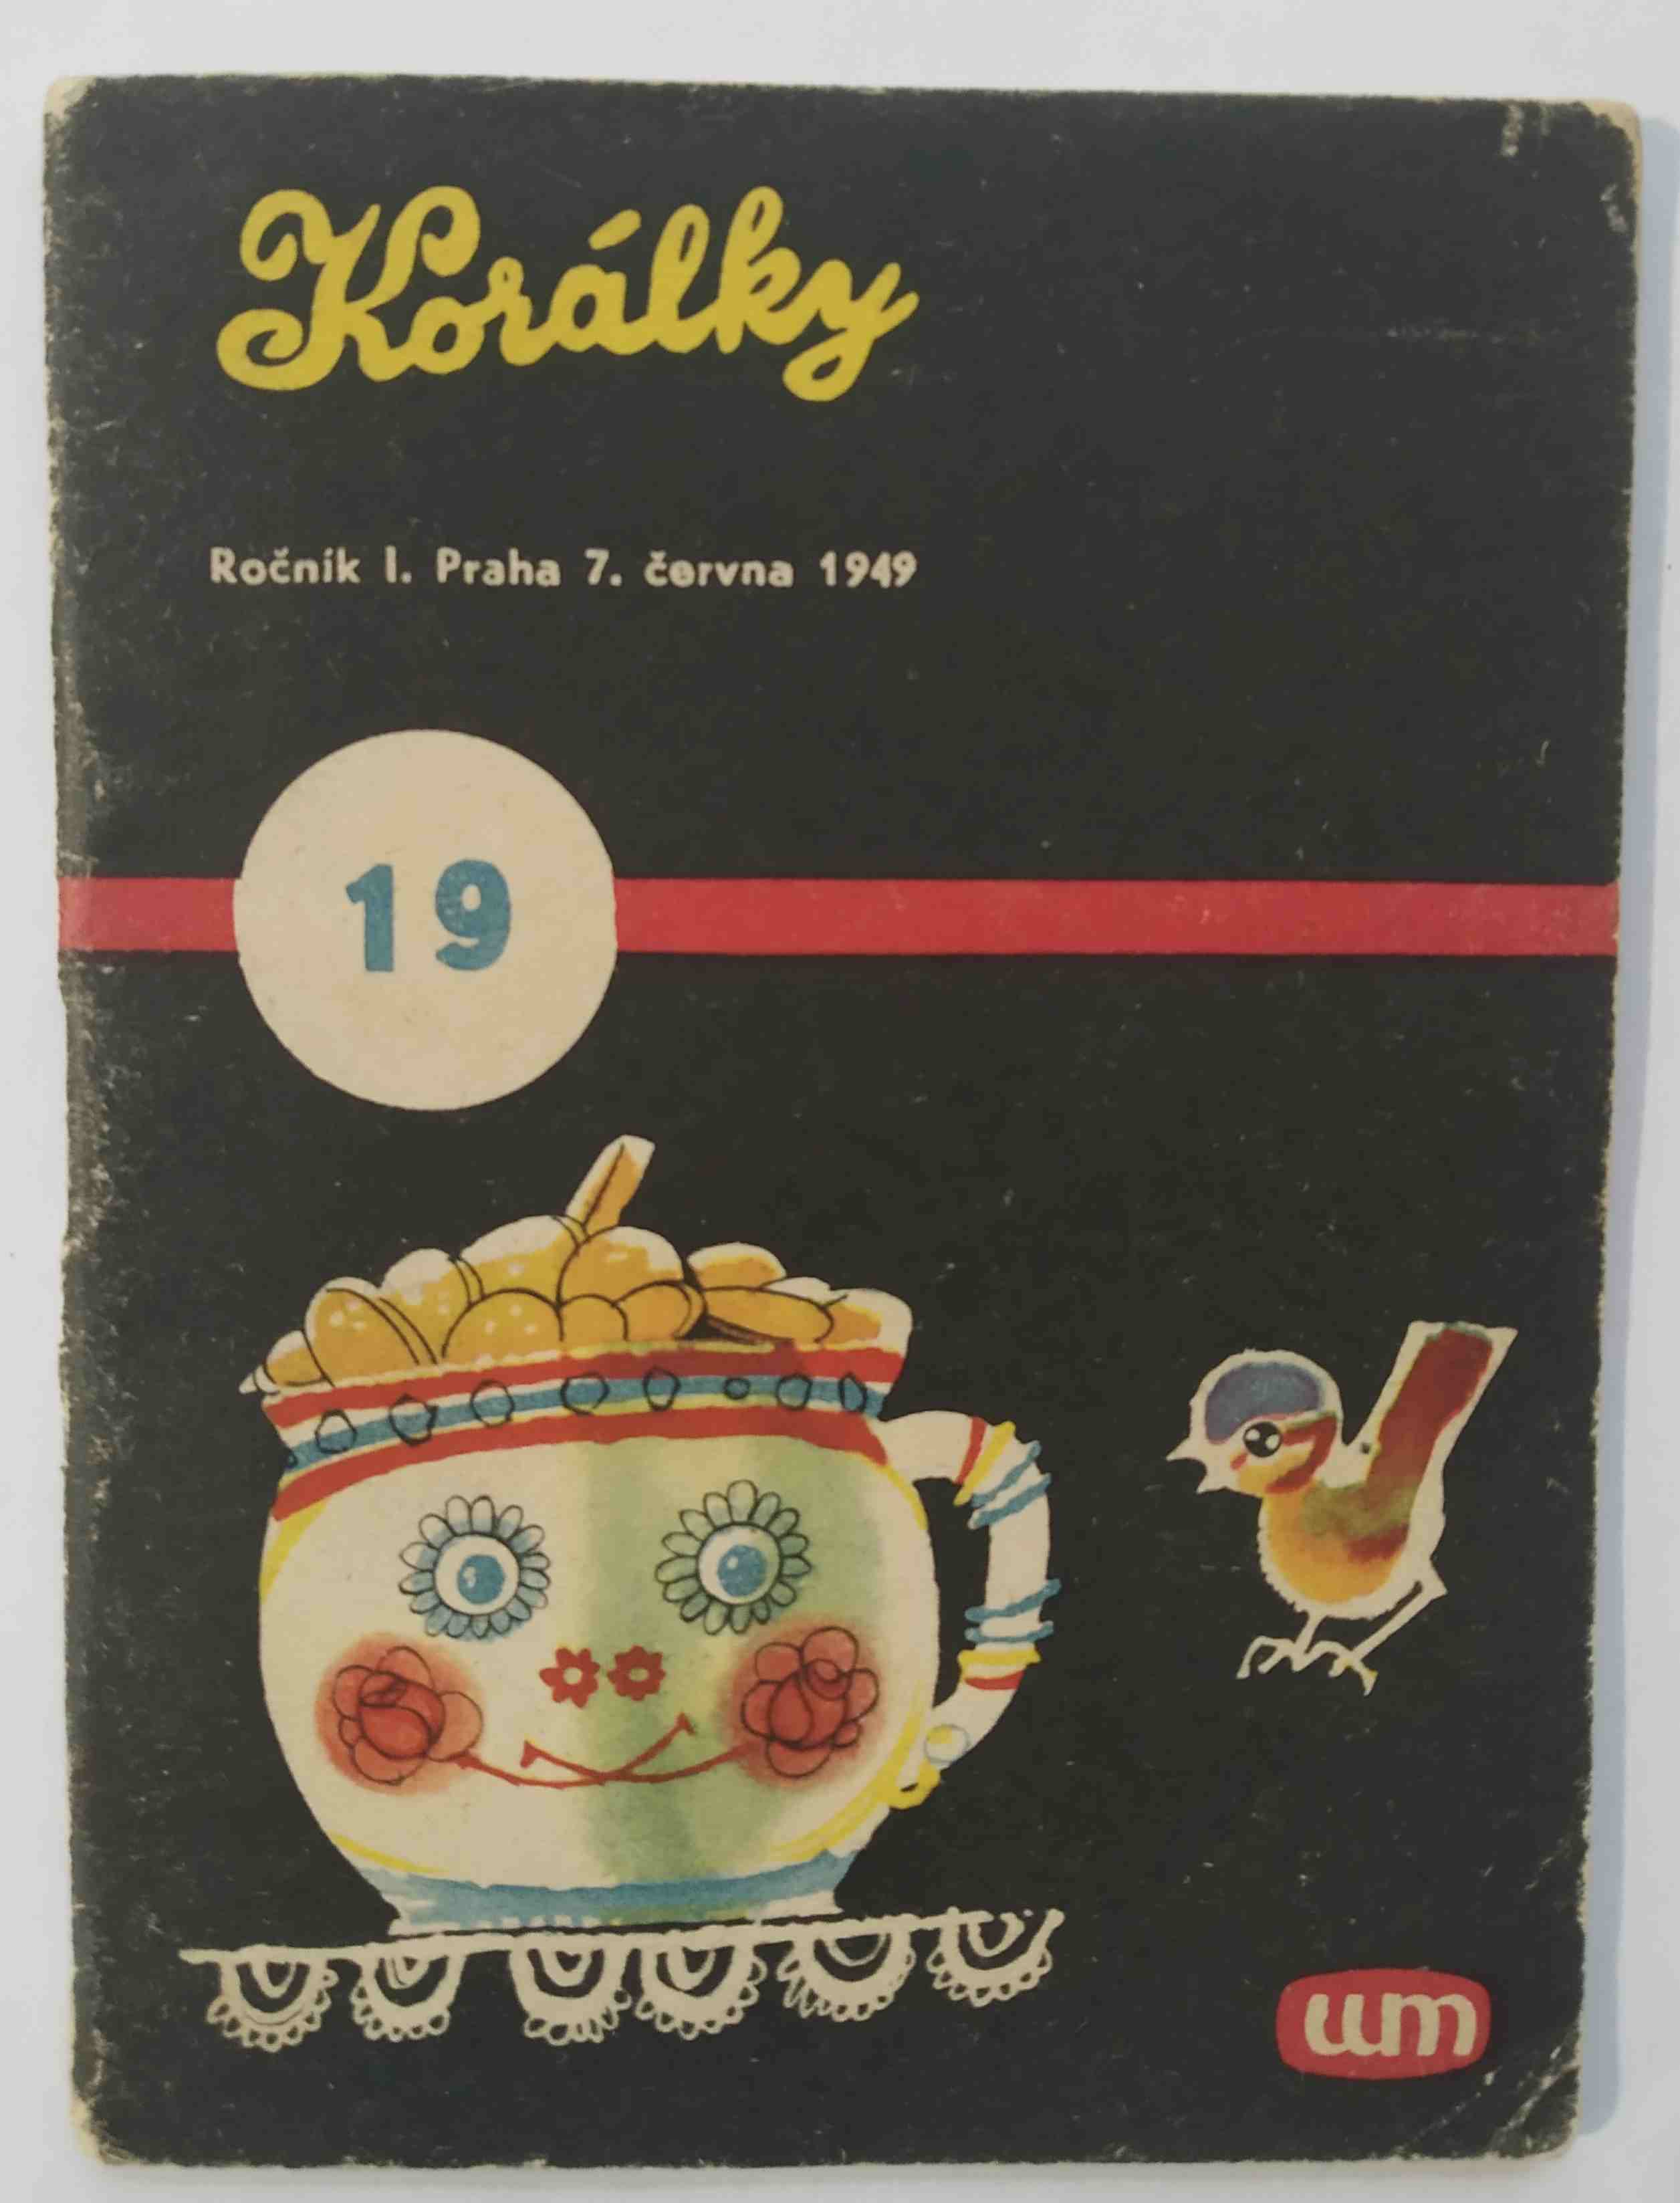 Korálky
Ročník I. Praha 7. června 1949
19
um